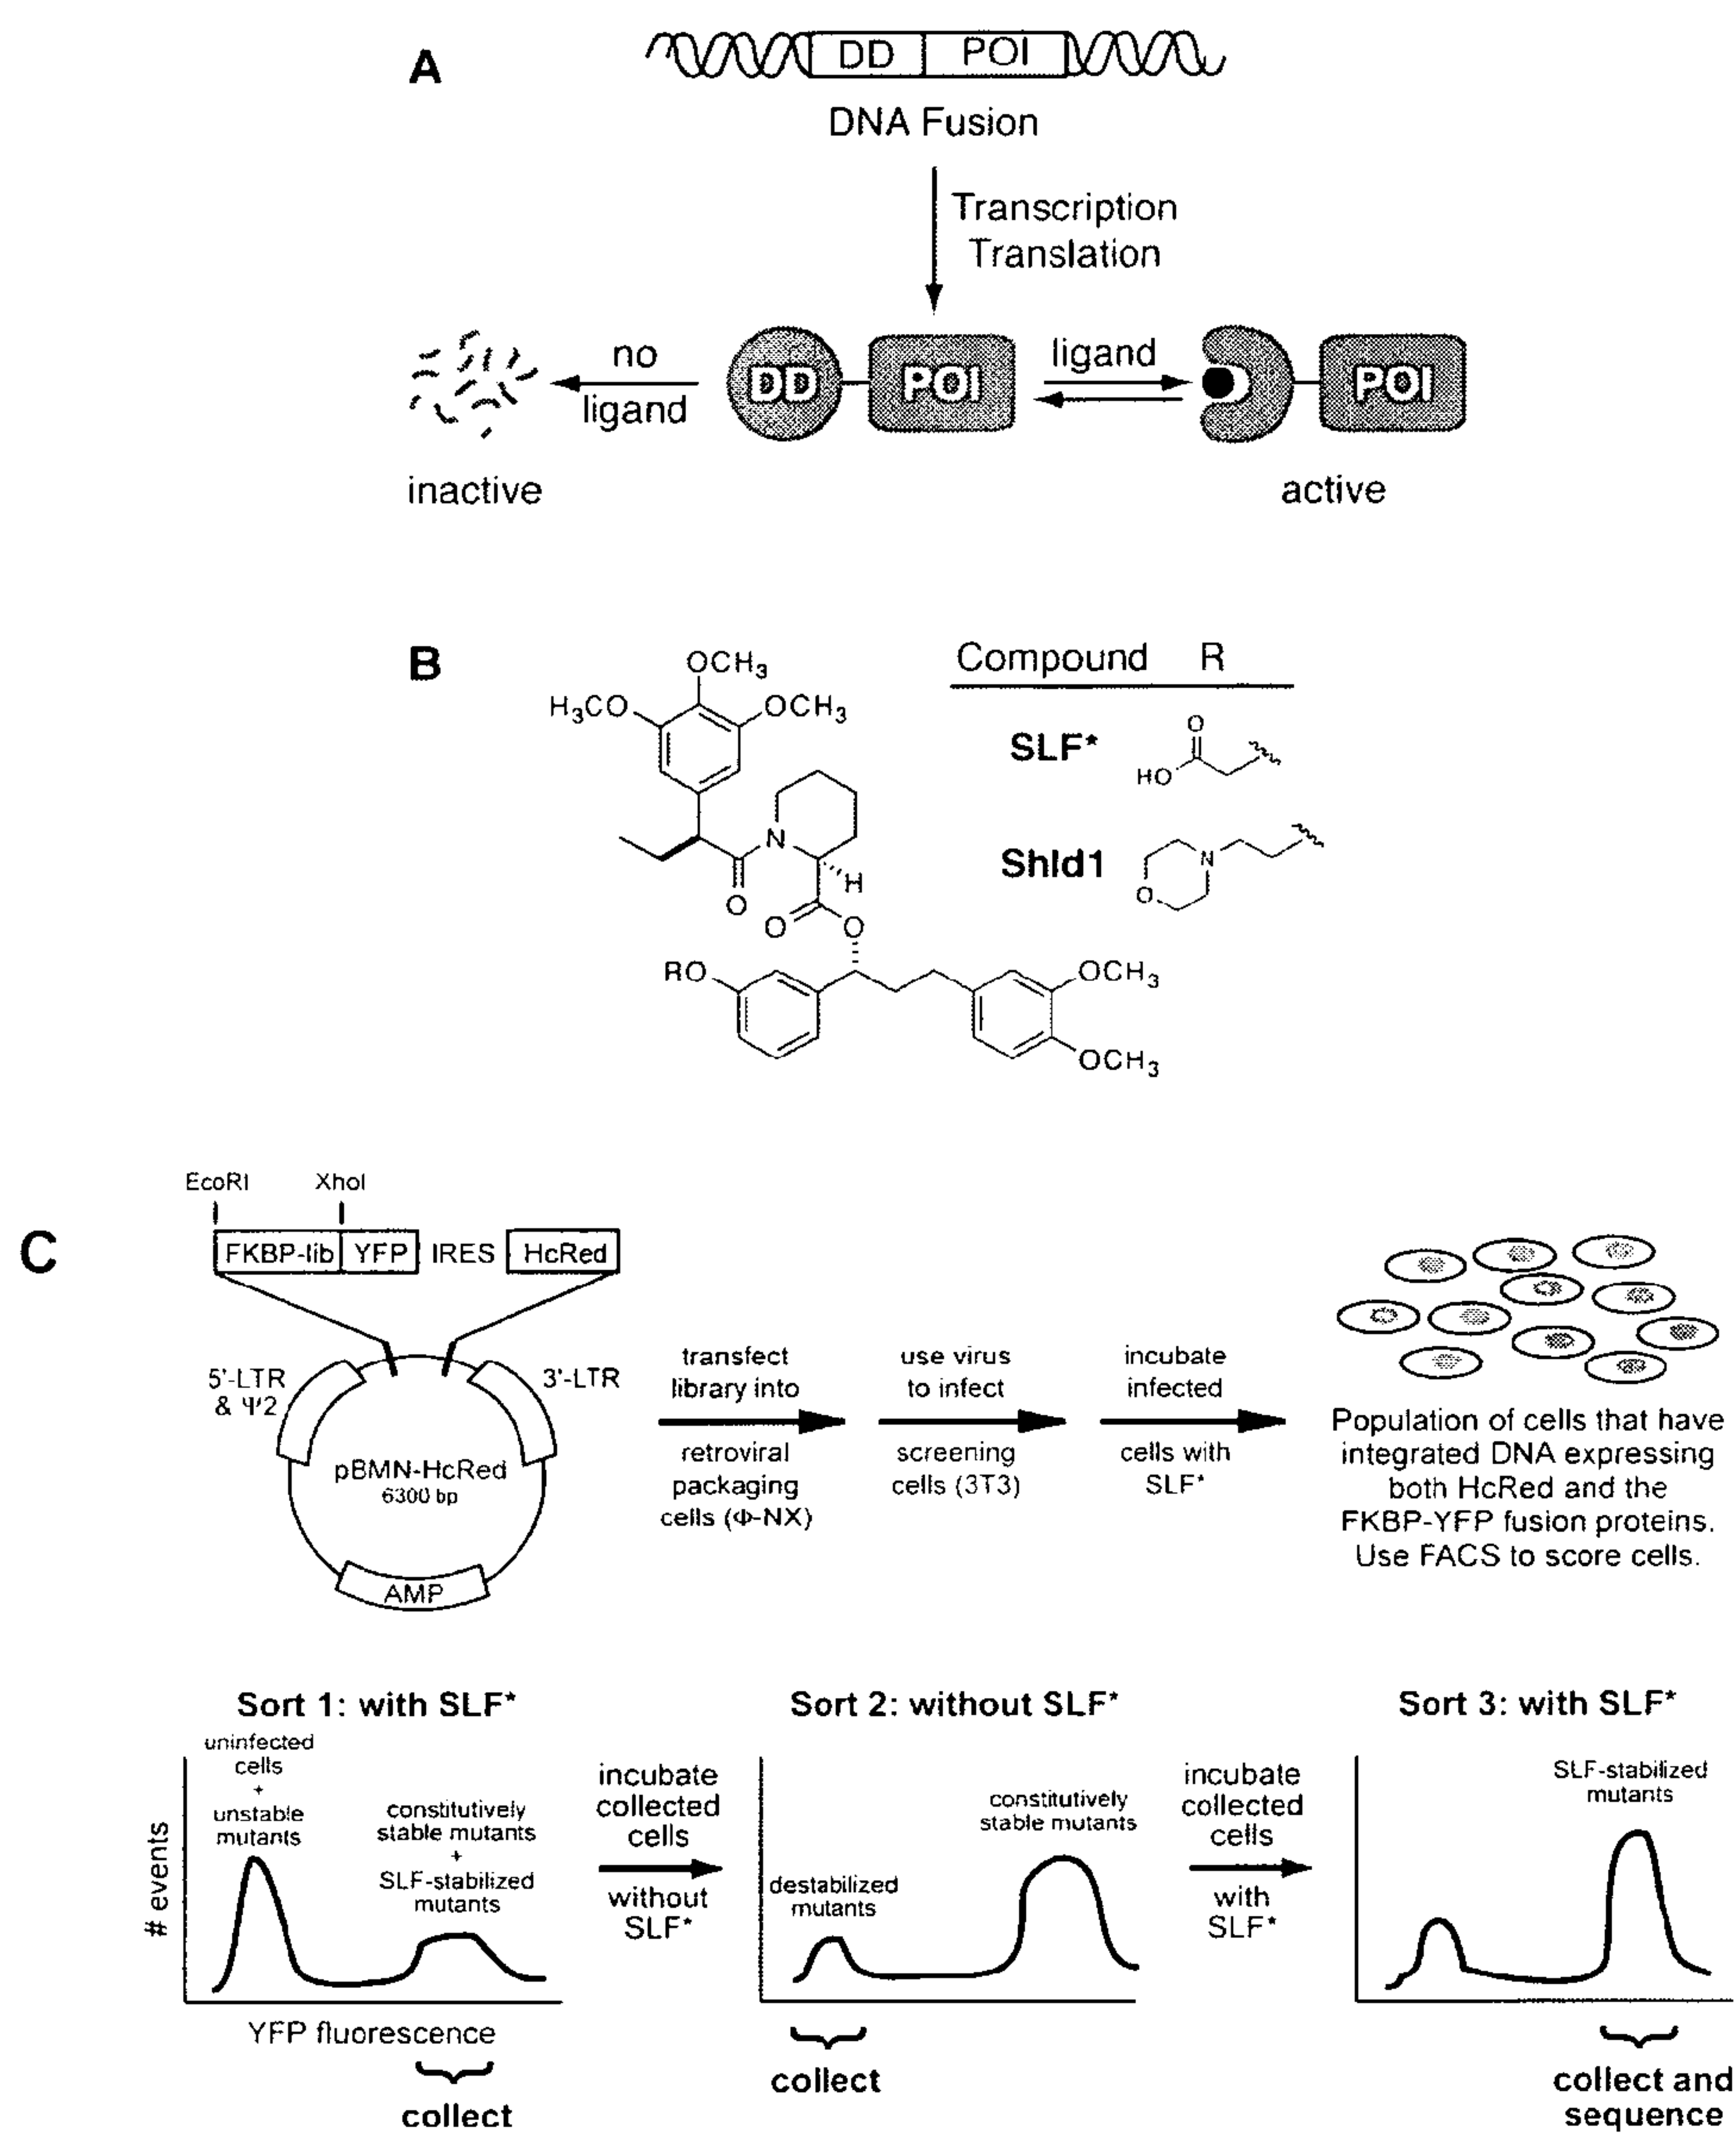 A
DD POI
DNA Fusion
Transcription
Translation
no
ligand
DD POI
ligand
POI
inactive
active
B
OCH3
H3CO
OCH3
N
H
O
O
O
RO
OCH3
OCH3
Compound R
SLF*
O
HO
Shld1
N
O
C
EcoRI XhoI
FKBP-lib YFP IRES HcRed
5'-LTR
& Ψ2
3'-LTR
pBMN-HcRed
6300 bp
AMP
transfect
library into
retroviral
packaging
cells (Φ-NX)
use virus
to infect
screening
cells (3T3)
incubate
infected
cells with
SLF*
Population of cells that have
integrated DNA expressing
both HcRed and the
FKBP-YFP fusion proteins.
Use FACS to score cells.
Sort 1: with SLF*
uninfected
cells
+
unstable
mutants
constitutively
stable mutants
+
SLF-stabilized
mutants
# events
YFP fluorescence
collect
incubate
collected
cells
without
SLF*
Sort 2: without SLF*
destabilized
mutants
constitutively
stable mutants
collect
incubate
collected
cells
with
SLF*
Sort 3: with SLF*
SLF-stabilized
mutants
collect and
sequence